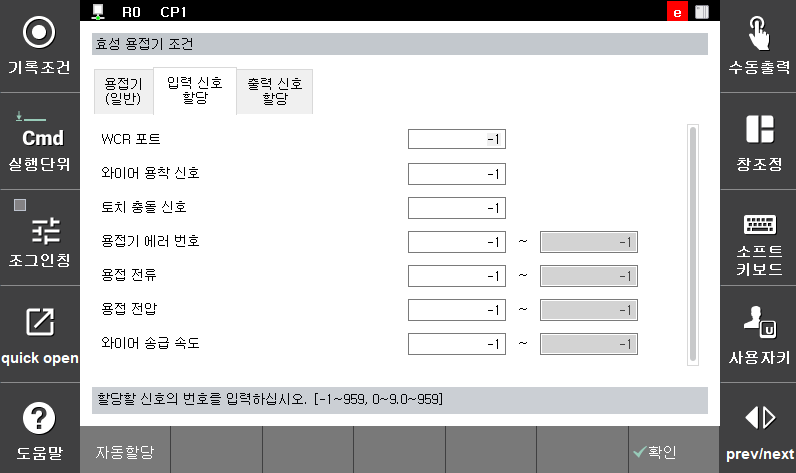 R0 CP1 e
효성 용접기 조건
기록조건
Cmd
실행단위
조그인칭
quick open
?
도움말
용접기
(일반)
입력 신호
할당
출력 신호
할당
WCR 포트 -1
와이어 용착 신호 -1
토치 충돌 신호 -1
용접기 에러 번호 -1 ~ -1
용접 전류 -1 ~ -1
용접 전압 -1 ~ -1
와이어 송급 속도 -1 ~ -1
할당할 신호의 번호를 입력하십시오. [-1~959, 0~9.0~959]
자동할당
확인
수동출력
창조정
소프트
키보드
U
사용자키
prev/next